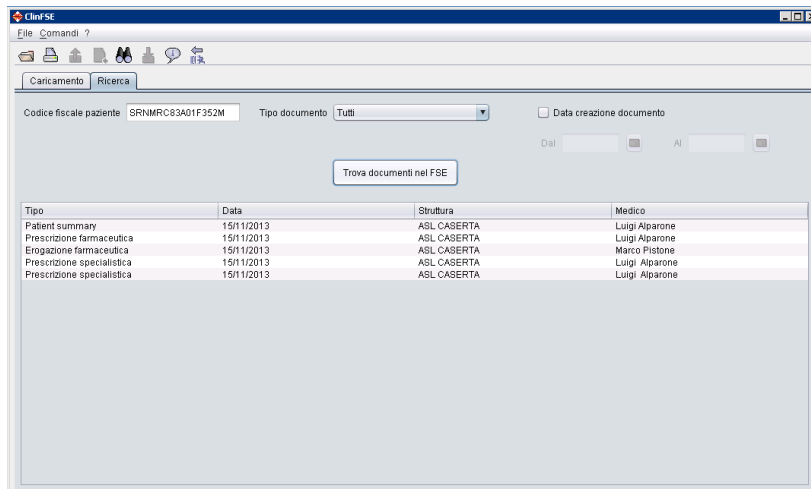 ClinFSE
File Comandi ?
Caricamento Ricerca
Codice fiscale paziente SRNMRC83A01F352M Tipo documento Tutti Data creazione documento
Dal Al
Trova documenti nel FSE
Tipo Data Struttura Medico
Patient summary 15/11/2013 ASL CASERTA Luigi Alparone
Prescrizione farmaceutica 15/11/2013 ASL CASERTA Luigi Alparone
Erogazione farmaceutica 15/11/2013 ASL CASERTA Marco Pistone
Prescrizione specialistica 15/11/2013 ASL CASERTA Luigi Alparone
Prescrizione specialistica 15/11/2013 ASL CASERTA Luigi Alparone